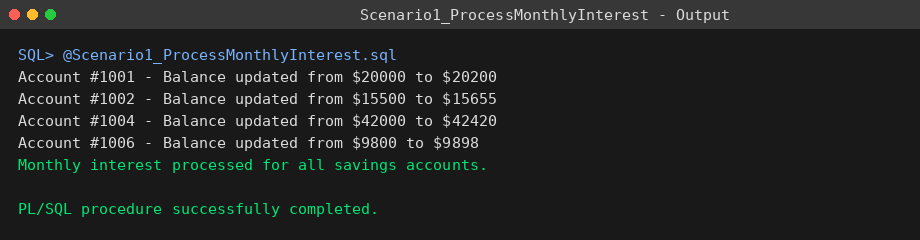 Scenario1_ProcessMonthlyInterest - Output
SQL> @Scenario1_ProcessMonthlyInterest.sql
Account #1001 - Balance updated from $20000 to $20200
Account #1002 - Balance updated from $15500 to $15655
Account #1004 - Balance updated from $42000 to $42420
Account #1006 - Balance updated from $9800 to $9898
Monthly interest processed for all savings accounts.
PL/SQL procedure successfully completed.